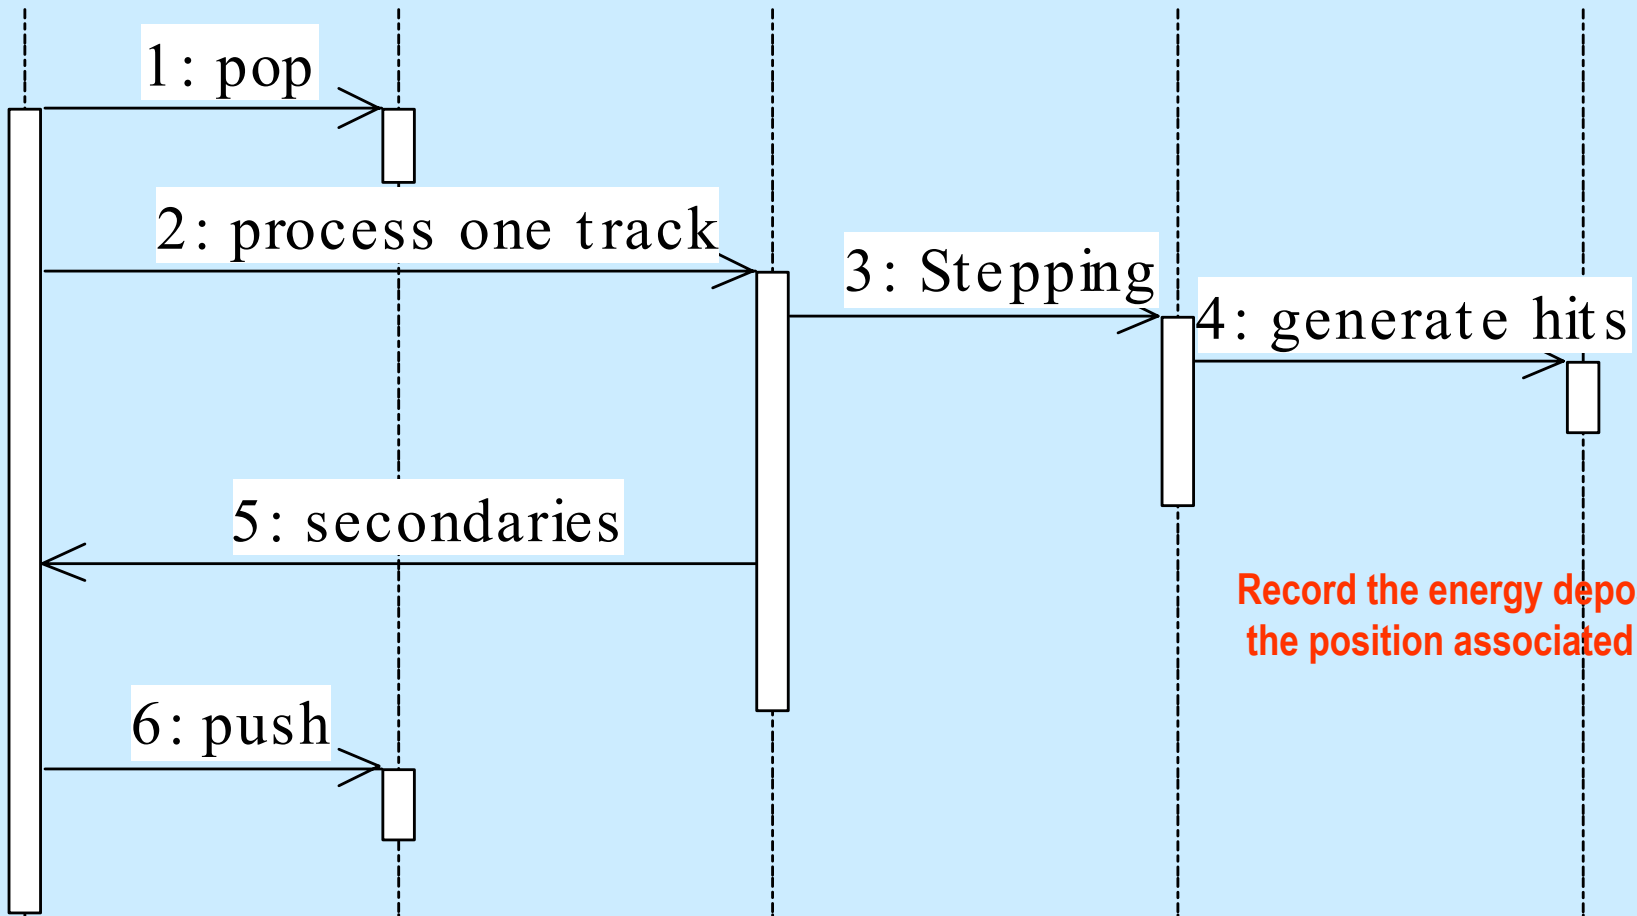 1: pop
2: process one track
3: Stepping
4: generate hits
5: secondaries
Record the energy depo
the position associated
6: push